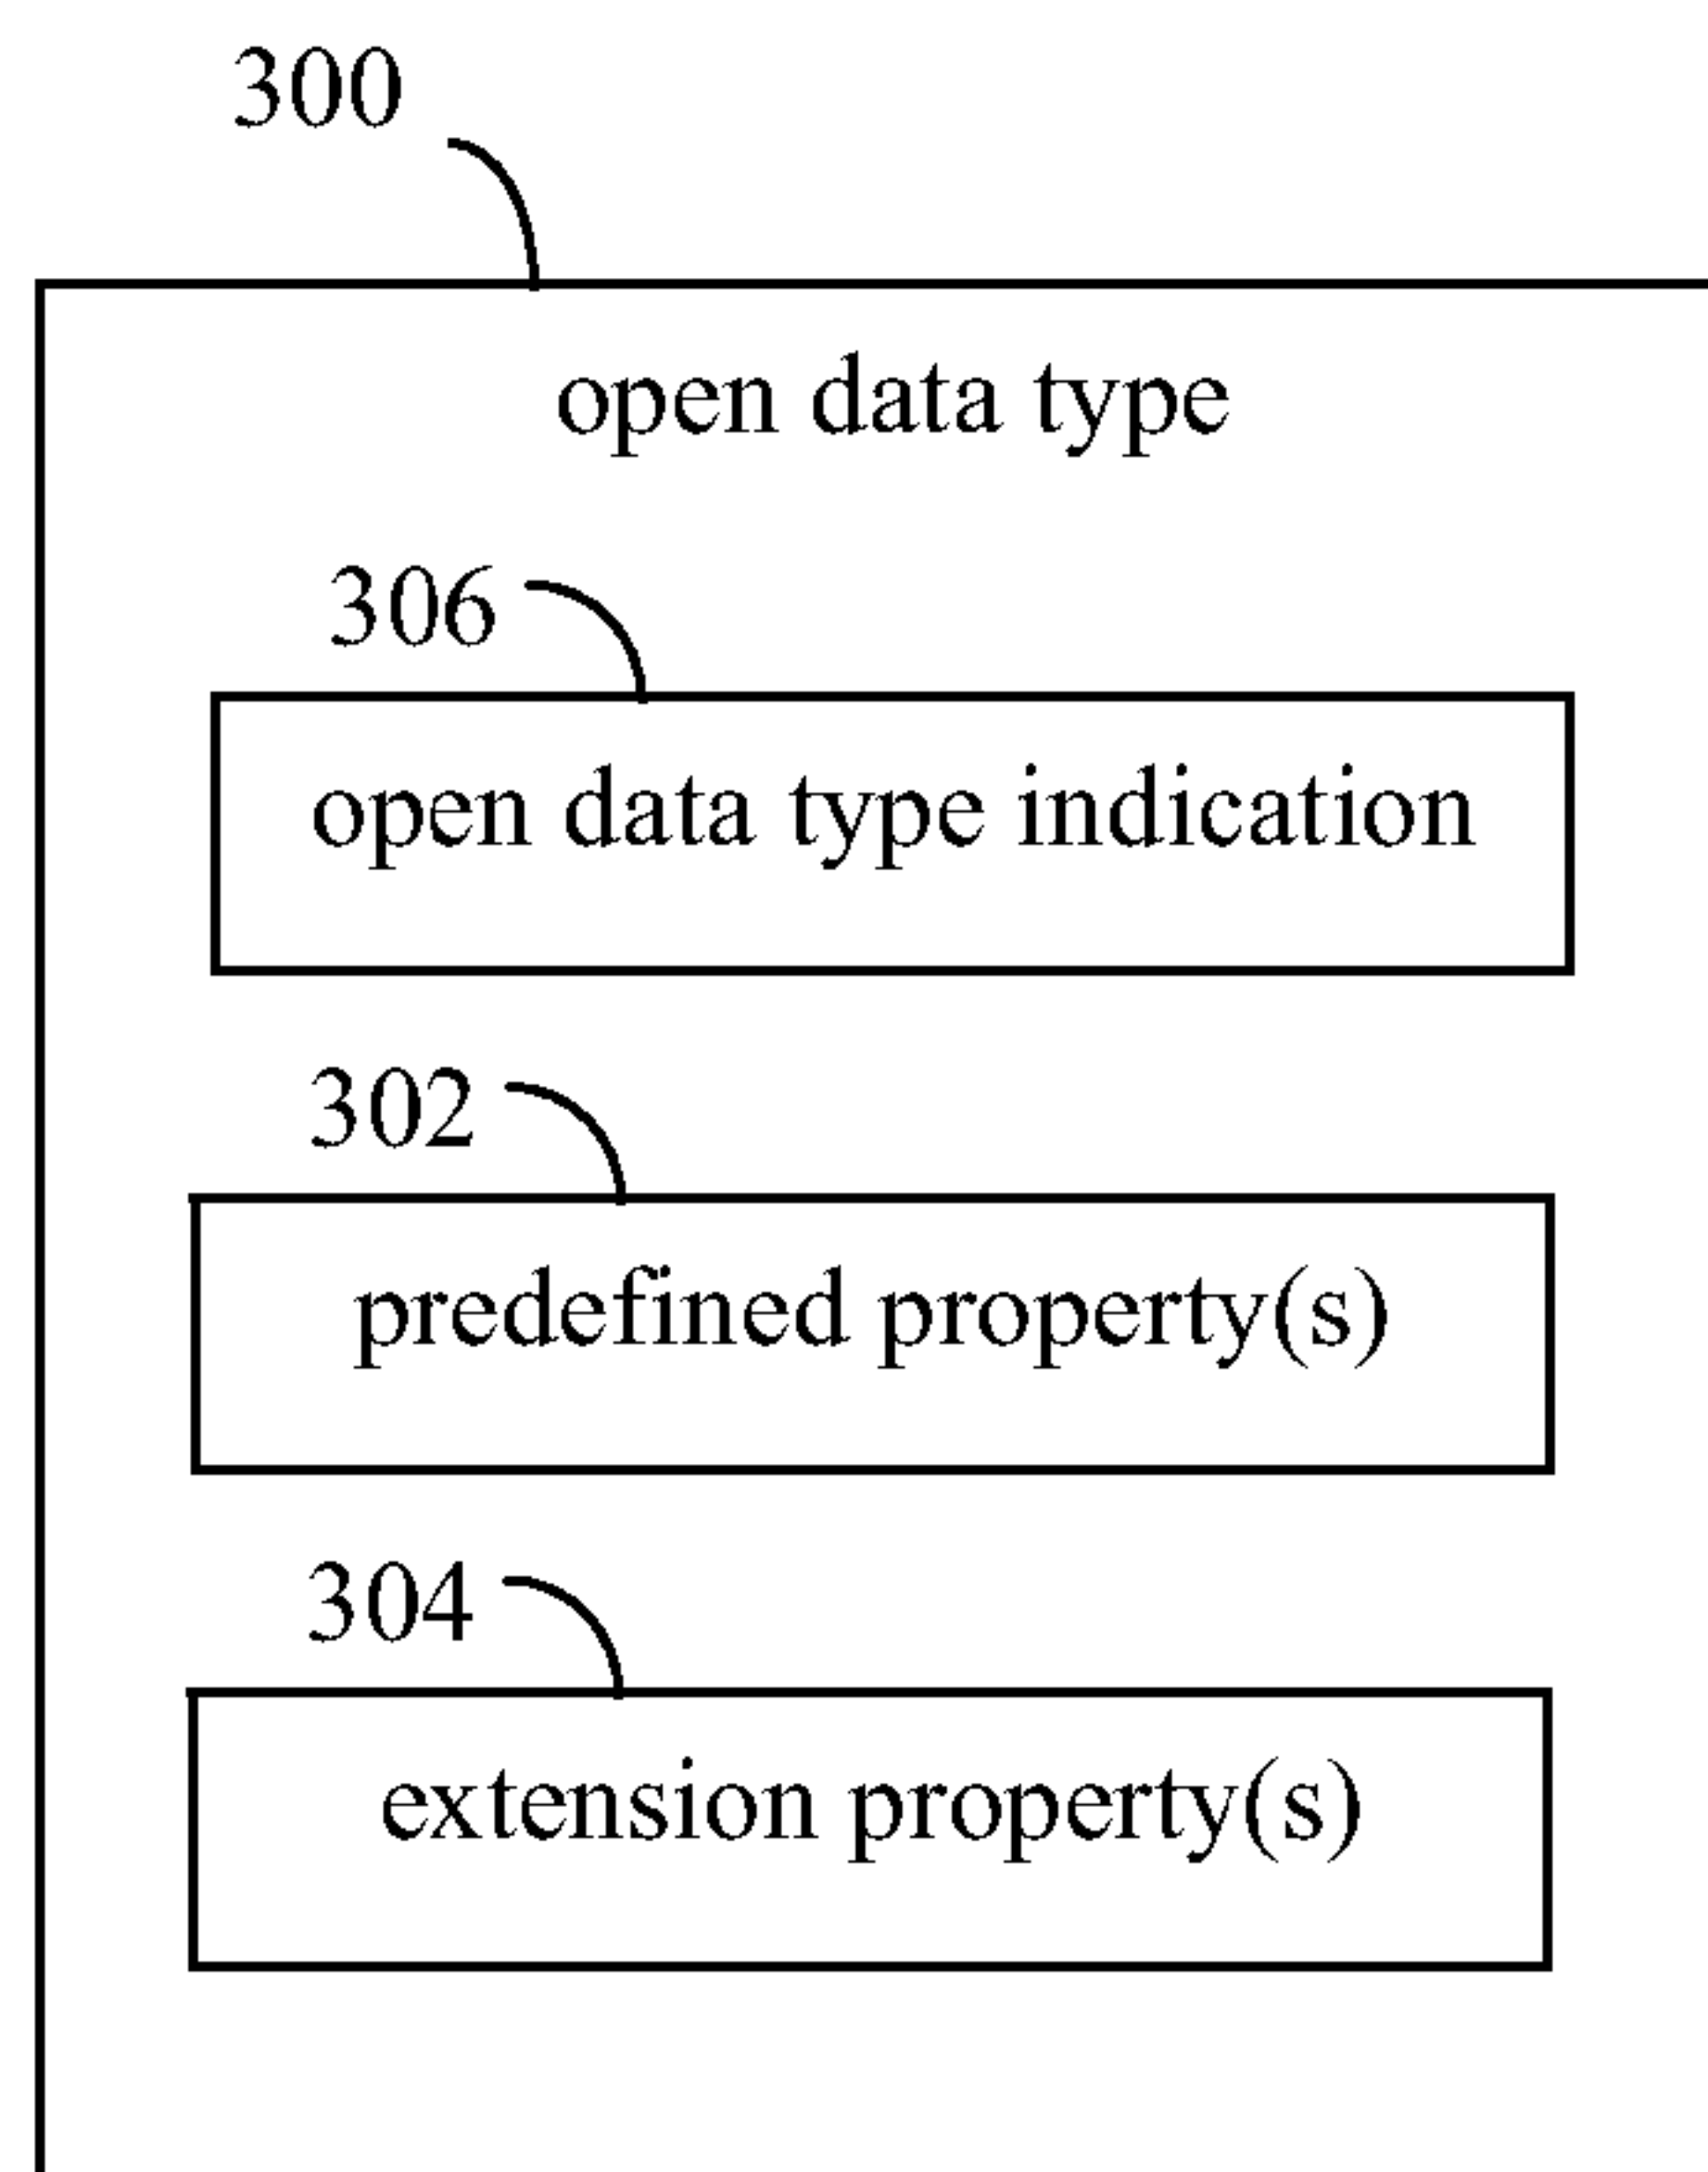 300
open data type
306
open data type indication
302
predefined property(s)
304
extension property(s)